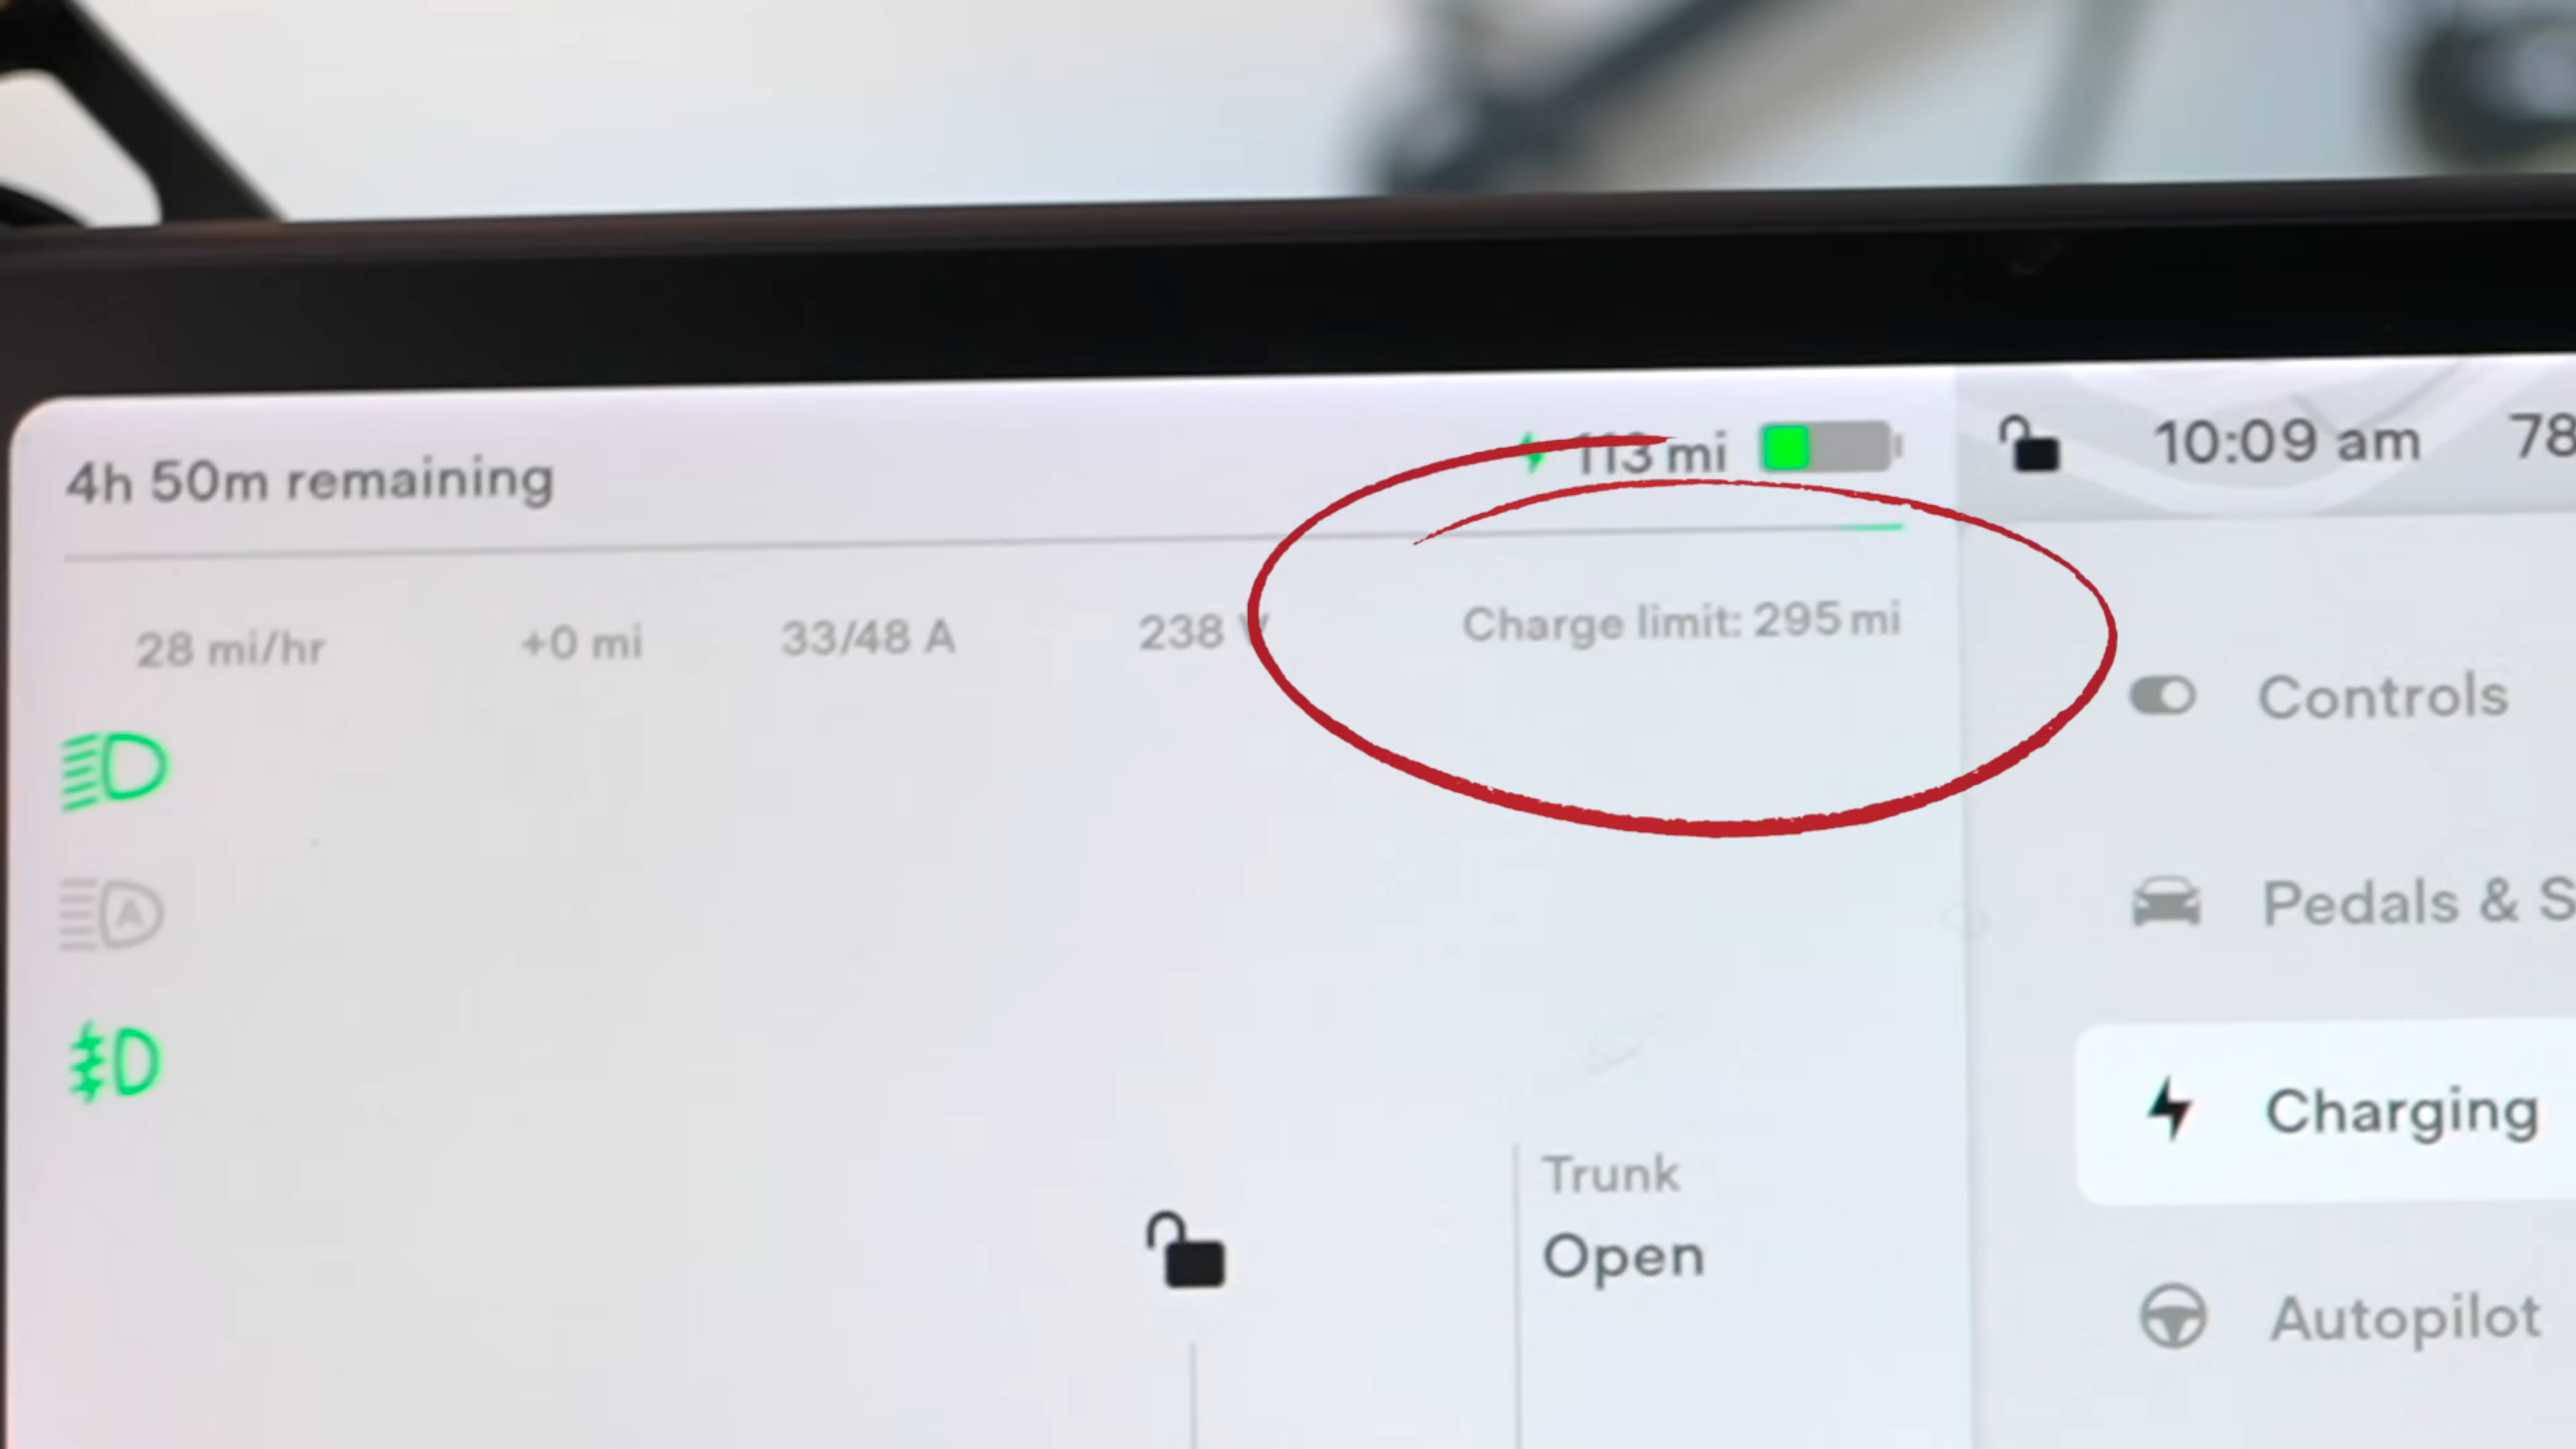 4h 50m remaining
113 mi
10:09 am
78
28 mi/hr
+0 mi
33/48 A
238 V
Charge limit: 295 mi
Controls
Pedals & S
Charging
Autopilot
Trunk
Open